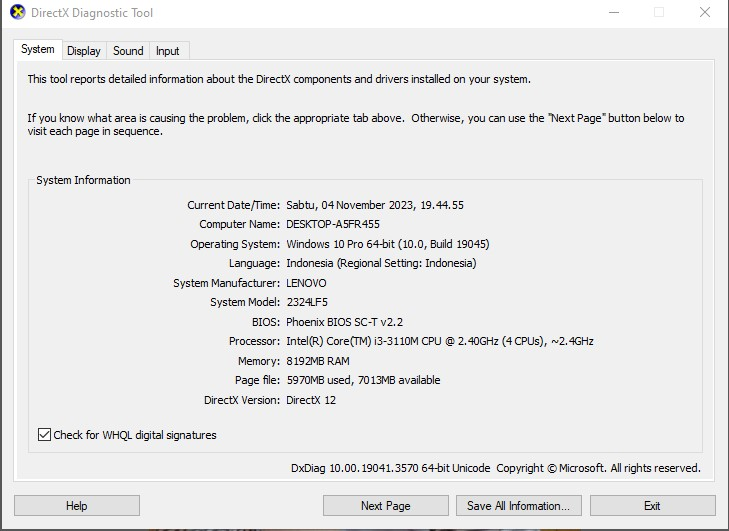 DirectX Diagnostic Tool
System Display Sound Input
This tool reports detailed information about the DirectX components and drivers installed on your system.
If you know what area is causing the problem, click the appropriate tab above. Otherwise, you can use the "Next Page" button below to
visit each page in sequence.
System Information
Current Date/Time: Sabtu, 04 November 2023, 19.44.55
Computer Name: DESKTOP-A5FR455
Operating System: Windows 10 Pro 64-bit (10.0, Build 19045)
Language: Indonesia (Regional Setting: Indonesia)
System Manufacturer: LENOVO
System Model: 2324LF5
BIOS: Phoenix BIOS SC-T v2.2
Processor: Intel(R) Core(TM) i3-3110M CPU @ 2.40GHz (4 CPUs), ~2.4GHz
Memory: 8192MB RAM
Page file: 5970MB used, 7013MB available
DirectX Version: DirectX 12
Check for WHQL digital signatures
DxDiag 10.00.19041.3570 64-bit Unicode Copyright © Microsoft. All rights reserved.
Help Next Page Save All Information... Exit